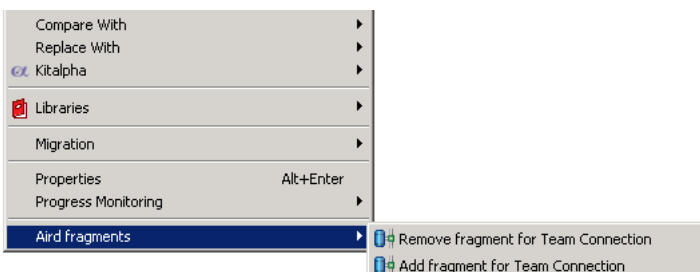 Compare With
Replace With
α Kitalpha
Libraries
Migration
Properties Alt+Enter
Progress Monitoring
Aird fragments
Remove fragment for Team Connection
Add fragment for Team Connection